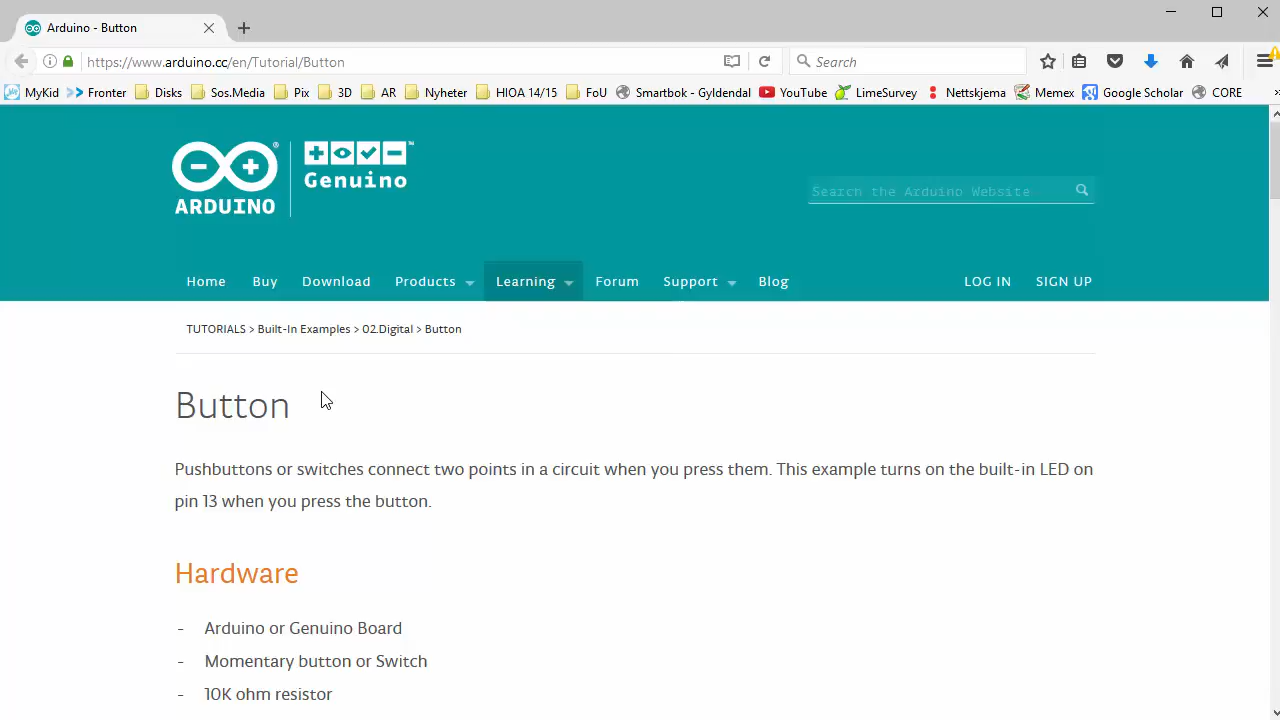 Arduino - Button
https://www.arduino.cc/en/Tutorial/Button
Search
MyKid Fronter Disks Sos.Media Pix 3D AR Nyheter HIOA 14/15 FoU Smartbok - Gyldendal YouTube LimeSurvey Nettskjema Memex Google Scholar CORE
ARDUINO
Genuino
Search the Arduino Website
Home Buy Download Products Learning Forum Support Blog LOG IN SIGN UP
TUTORIALS > Built-In Examples > 02.Digital > Button
Button
Pushbuttons or switches connect two points in a circuit when you press them. This example turns on the built-in LED on
pin 13 when you press the button.
Hardware
- Arduino or Genuino Board
- Momentary button or Switch
- 10K ohm resistor